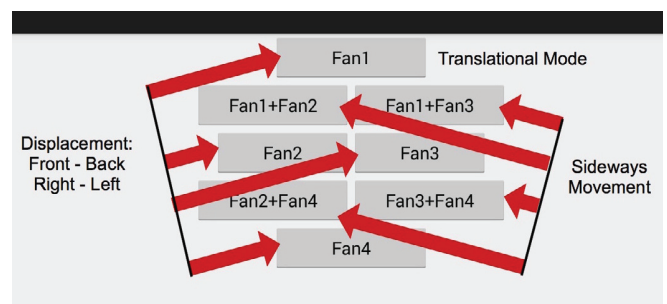 Fan1
Translational Mode
Fan1+Fan2
Fan1+Fan3
Displacement:
Front - Back
Right - Left
Fan2
Fan3
Sideways
Movement
Fan2+Fan4
Fan3+Fan4
Fan4